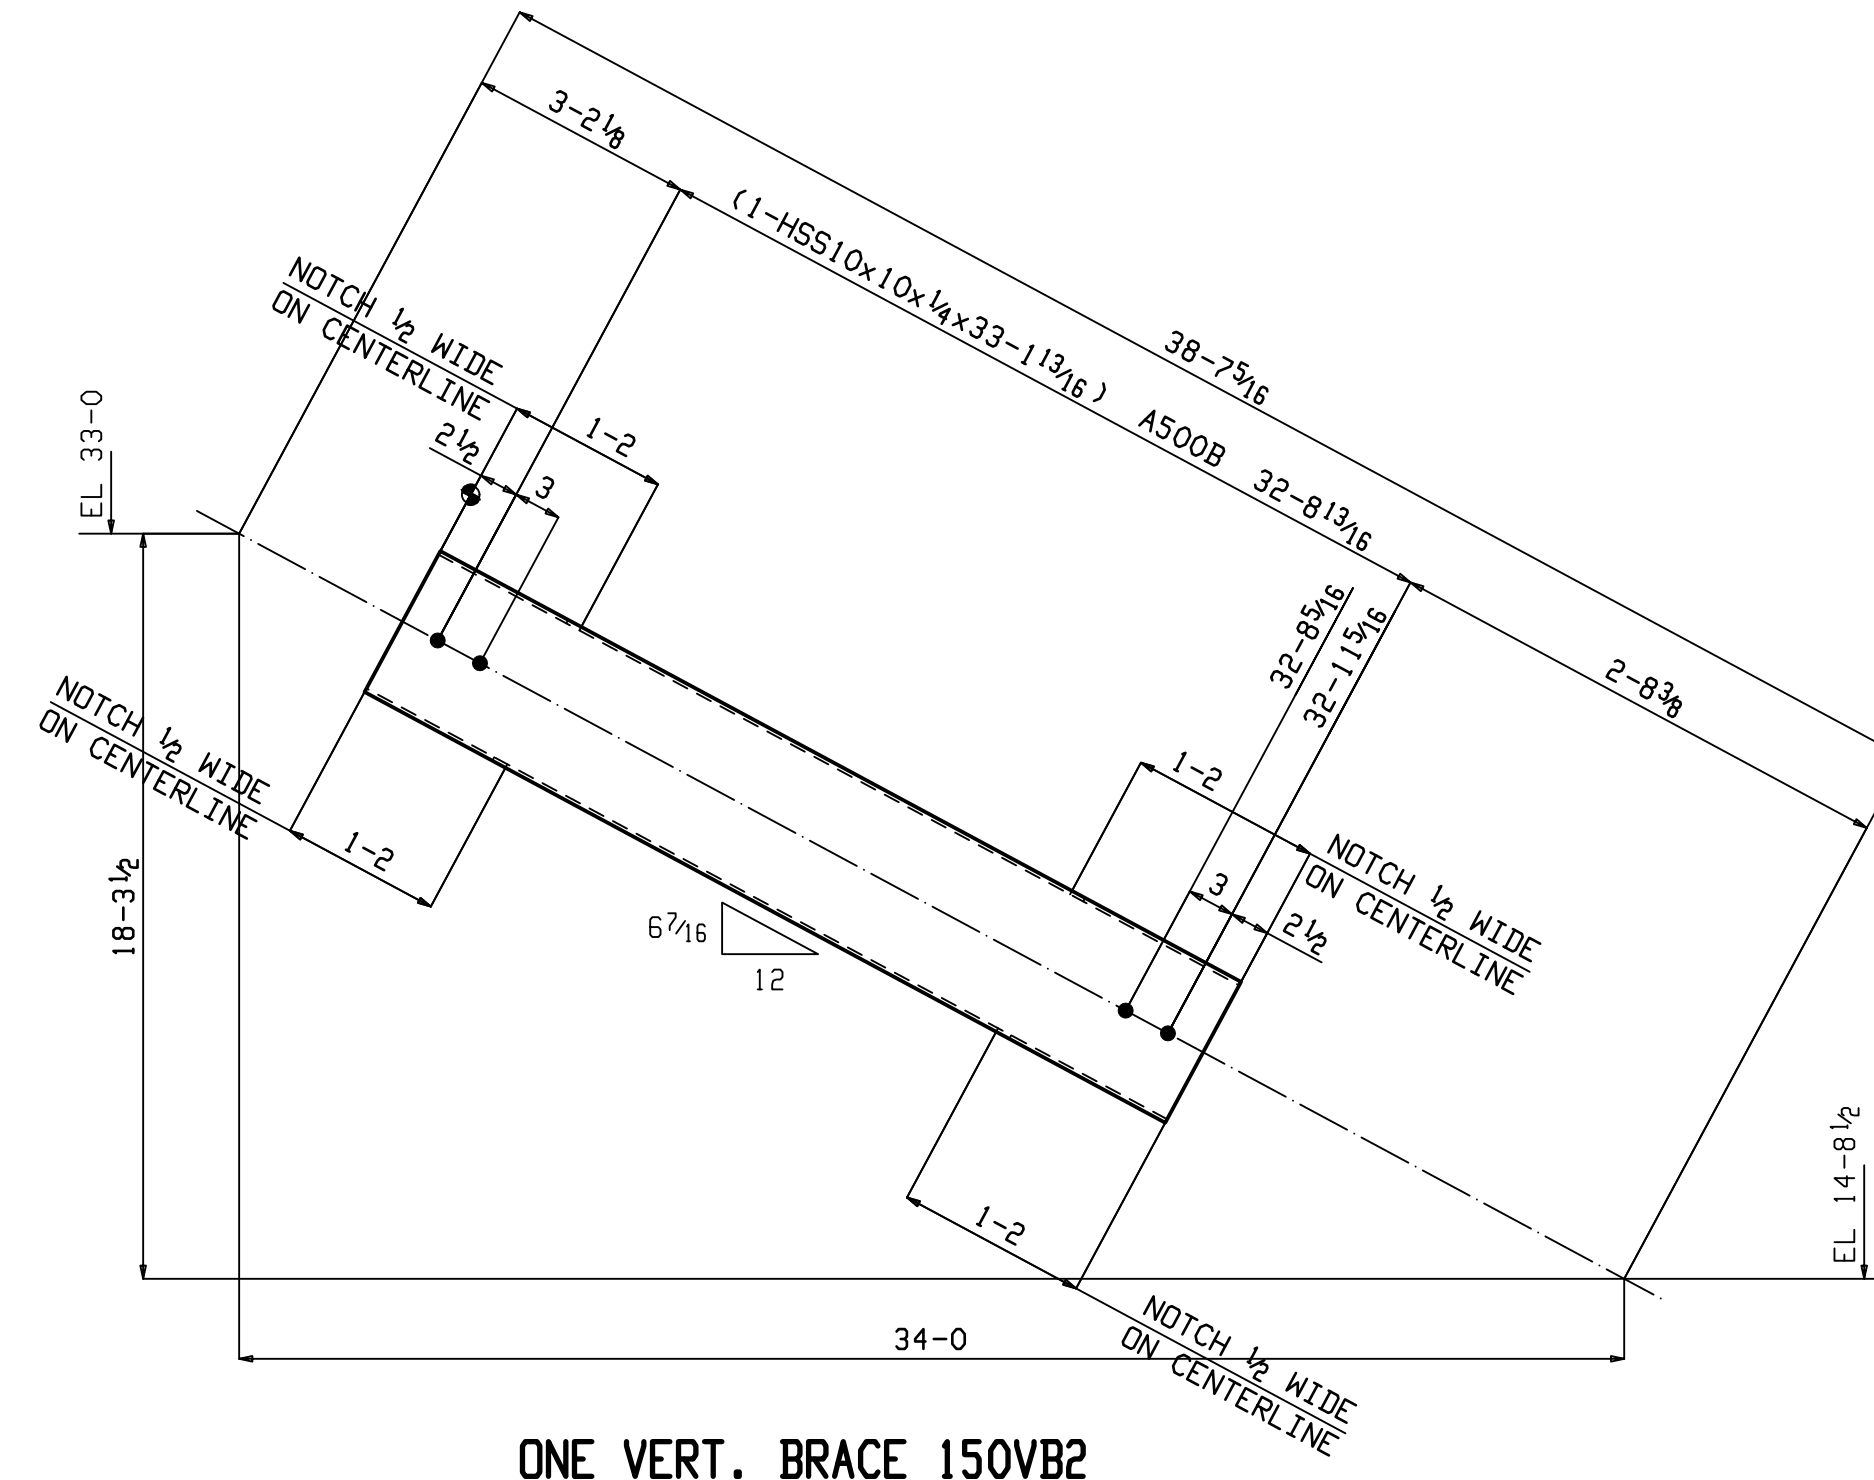 3-2 1/8
(1-HSS10x10x1/4x33-1 13/16) A500B 32-8 13/16
38-7 5/16
NOTCH 1/2 WIDE
ON CENTERLINE
1-2
2 1/2
3
EL 33-0
32-8 5/16
32-11 5/16
2-8 3/8
NOTCH 1/2 WIDE
ON CENTERLINE
1-2
1-2
3
2 1/2
NOTCH 1/2 WIDE
ON CENTERLINE
18-3 1/2
6 7/16
12
EL 14-8 1/2
1-2
NOTCH 1/2 WIDE
ON CENTERLINE
34-0
ONE VERT. BRACE 150VB2